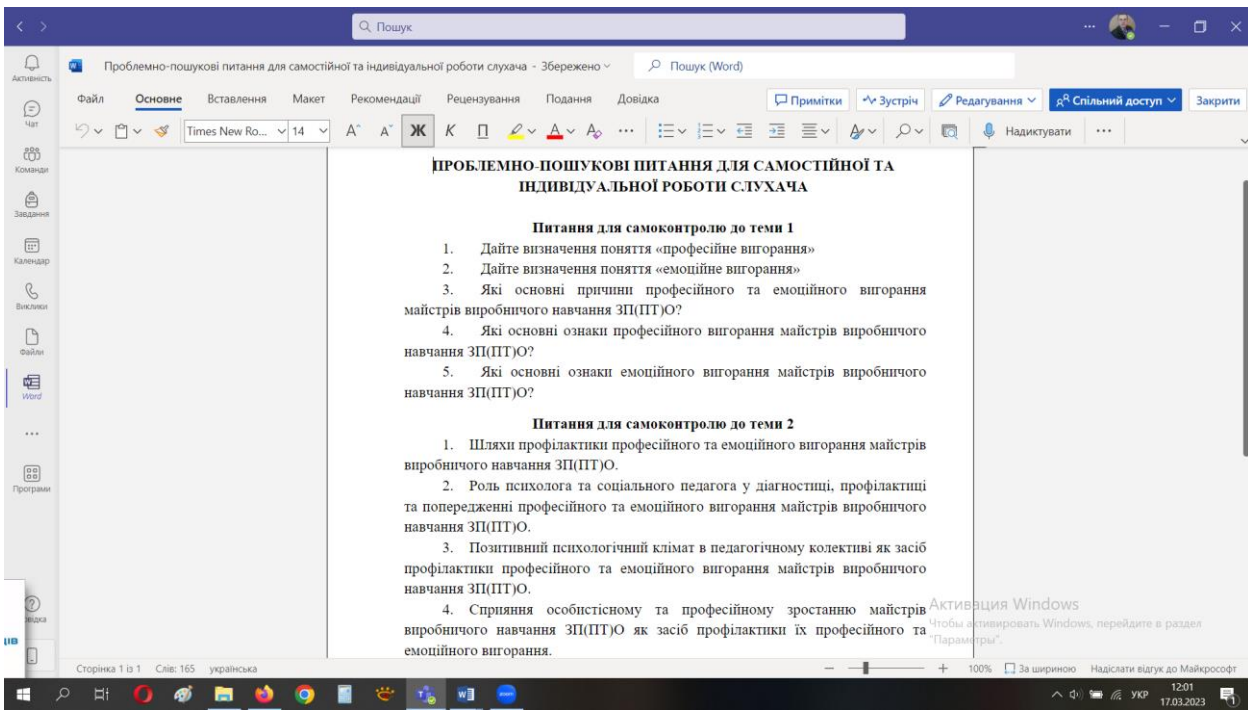 Пошук
Активність
Чат
Команди
Завдання
Календар
Виклики
Файли
Word
Програми
Проблемно-пошукові питання для самостійної та індивідуальної роботи слухача - Збережено
Пошук (Word)
Файл Основне Вставлення Макет Рекомендації Рецензування Подання Довідка Примітки Зустріч Редагування Спільний доступ Закрити
Times New Ro... 14 Ж К П Надиктувати
ПРОБЛЕМНО-ПОШУКОВІ ПИТАННЯ ДЛЯ САМОСТІЙНОЇ ТА
ІНДИВІДУАЛЬНОЇ РОБОТИ СЛУХАЧА
Питання для самоконтролю до теми 1
1. Дайте визначення поняття «професійне вигорання»
2. Дайте визначення поняття «емоційне вигорання»
3. Які основні причини професійного та емоційного вигорання
майстрів виробничого навчання ЗП(ПТ)О?
4. Які основні ознаки професійного вигорання майстрів виробничого
навчання ЗП(ПТ)О?
5. Які основні ознаки емоційного вигорання майстрів виробничого
навчання ЗП(ПТ)О?
Питання для самоконтролю до теми 2
1. Шляхи профілактики професійного та емоційного вигорання майстрів
виробничого навчання ЗП(ПТ)О.
2. Роль психолога та соціального педагога у діагностиці, профілактиці
та попередженні професійного та емоційного вигорання майстрів виробничого
навчання ЗП(ПТ)О.
3. Позитивний психологічний клімат в педагогічному колективі як засіб
профілактики професійного та емоційного вигорання майстрів виробничого
навчання ЗП(ПТ)О.
4. Сприяння особистісному та професійному зростанню майстрів
виробничого навчання ЗП(ПТ)О як засіб профілактики їх професійного та
емоційного вигорання.
Активация Windows
Чтобы активировать Windows, перейдите в раздел
"Параметры".
Сторінка 1 із 1 Слів: 165 українська 100% За шириною Надіслати відгук до Майкрософт
УКР 12:01
17.03.2023